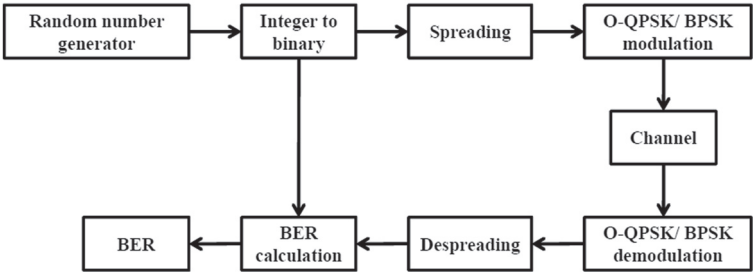 Random number
generator
Integer to
binary
Spreading
O-QPSK/ BPSK
modulation
Channel
O-QPSK/ BPSK
demodulation
Despreading
BER
calculation
BER